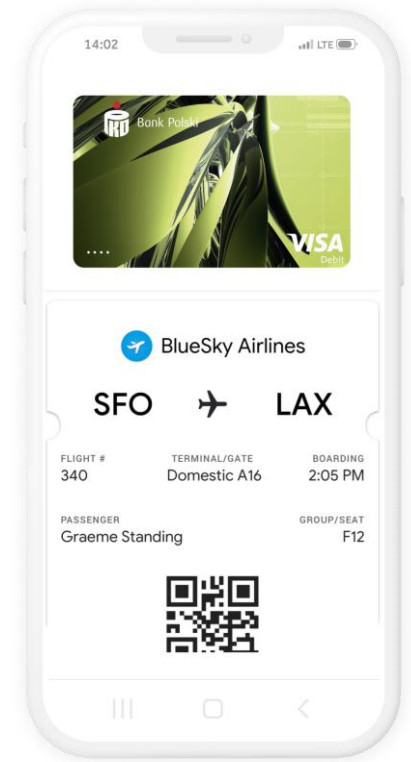 14:02 LTE
PKO Bank Polski
.... VISA
Debit
BlueSky Airlines
SFO LAX
FLIGHT # TERMINAL/GATE BOARDING
340 Domestic A16 2:05 PM
PASSENGER GROUP/SEAT
Graeme Standing F12